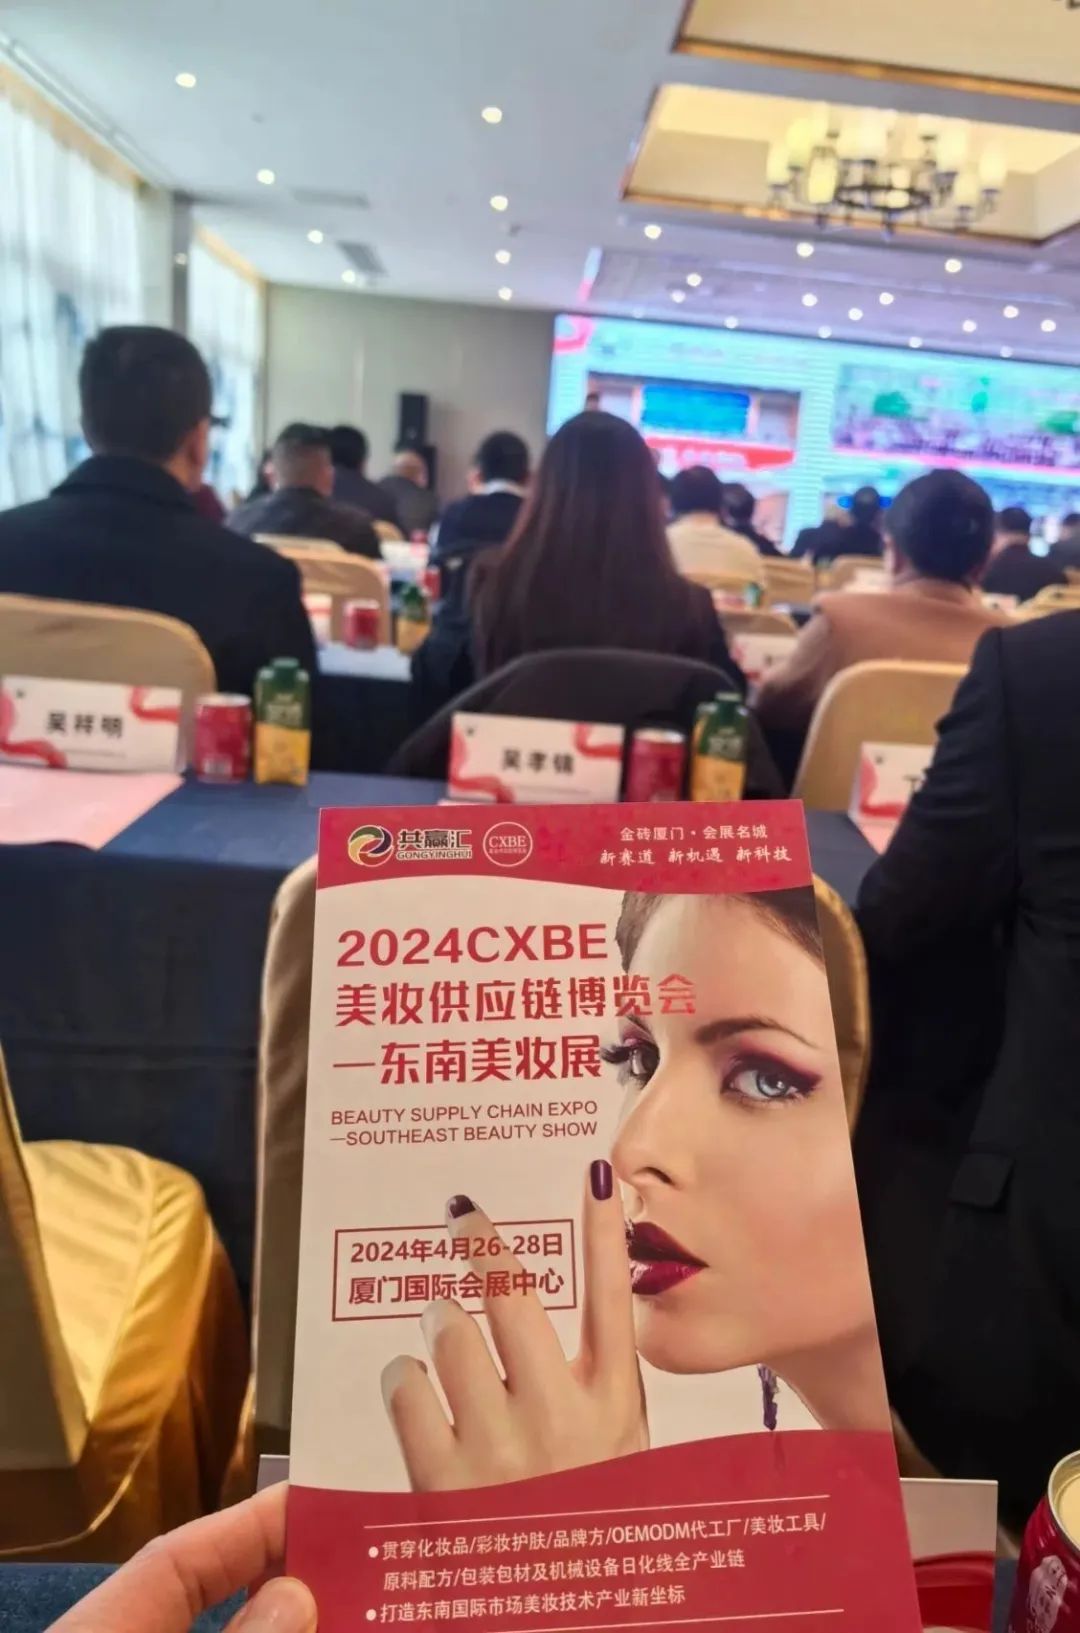 吴祥明
吴孝锦
共赢汇
GONGYINGHUI
CXBE
金砖厦门·会展名城
新赛道 新机遇 新科技
2024CXBE
美妆供应链博览会
—东南美妆展
BEAUTY SUPPLY CHAIN EXPO
—SOUTHEAST BEAUTY SHOW
2024年4月26-28日
厦门国际会展中心
●贯穿化妆品/彩妆护肤/品牌方/OEMODM代工厂/美妆工具/
原料配方/包装包材及机械设备日化线全产业链
●打造东南国际市场美妆技术产业新坐标